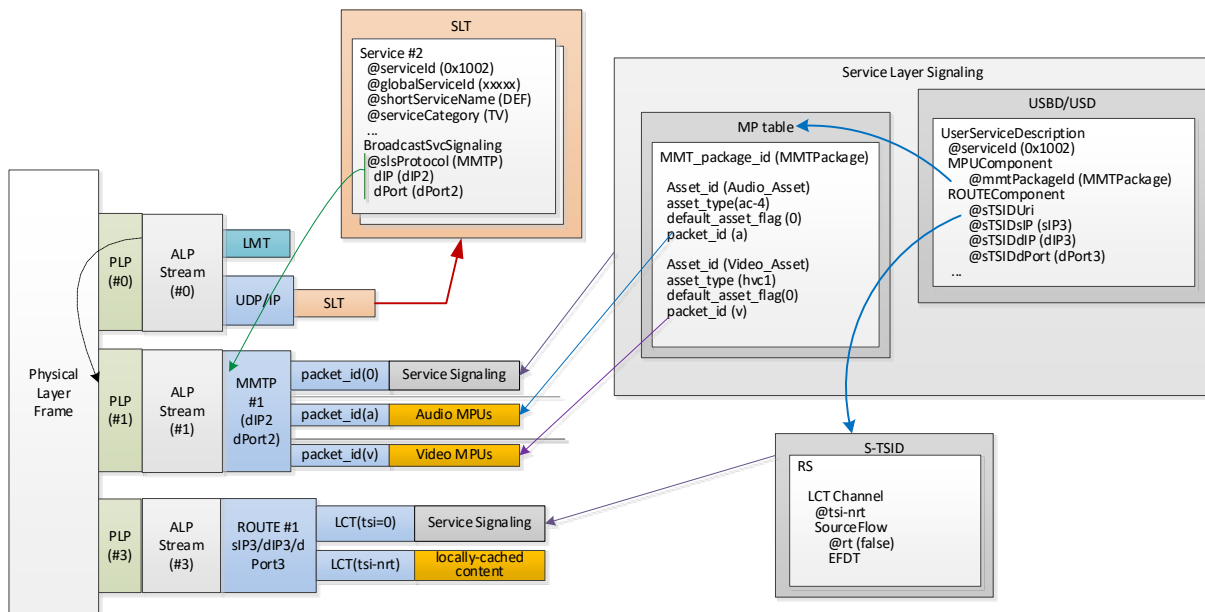 SLT
Service #2
@serviceId (0x1002)
@globalServiceId (xxxxx)
@shortServiceName (DEF)
@serviceCategory (TV)
...
BroadcastSvcSignaling
@slsProtocol (MMTP)
dIP (dIP2)
dPort (dPort2)
Service Layer Signaling
MP table
MMT_package_id (MMTPackage)
Asset_id (Audio_Asset)
asset_type(ac-4)
default_asset_flag (0)
packet_id (a)
Asset_id (Video_Asset)
asset_type (hvc1)
default_asset_flag(0)
packet_id (v)
USBD/USD
UserServiceDescription
@serviceId (0x1002)
MPUComponent
@mmtPackageId (MMTPackage)
ROUTEComponent
@sTSIDUri
@sTSIDsIP (sIP3)
@sTSIDdIP (dIP3)
@sTSIDdPort (dPort3)
...
Physical
Layer
Frame
PLP
(#0)
ALP
Stream
(#0)
LMT
UDP/IP
SLT
PLP
(#1)
ALP
Stream
(#1)
MMTP
#1
(dIP2
dPort2)
packet_id(0)
Service Signaling
packet_id(a)
Audio MPUs
packet_id(v)
Video MPUs
PLP
(#3)
ALP
Stream
(#3)
ROUTE #1
sIP3/dIP3/d
Port3
LCT(tsi=0)
Service Signaling
LCT(tsi-nrt)
locally-cached
content
S-TSID
RS
LCT Channel
@tsi-nrt
SourceFlow
@rt (false)
EFDT